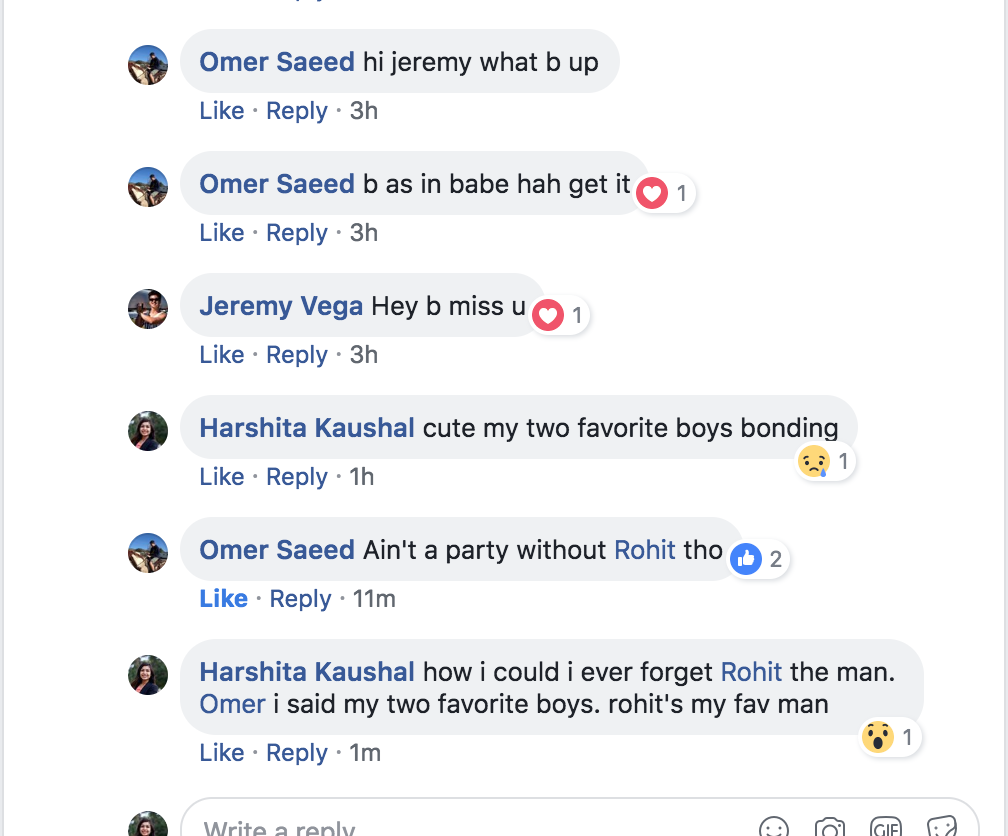 Omer Saeed hi jeremy what b up
Like · Reply · 3h
Omer Saeed b as in babe hah get it
1
Like · Reply · 3h
Jeremy Vega Hey b miss u
1
Like · Reply · 3h
Harshita Kaushal cute my two favorite boys bonding
1
Like · Reply · 1h
Omer Saeed Ain't a party without Rohit tho
2
Like · Reply · 11m
Harshita Kaushal how i could i ever forget Rohit the man.
Omer i said my two favorite boys. rohit's my fav man
1
Like · Reply · 1m
Write a reply
GIF